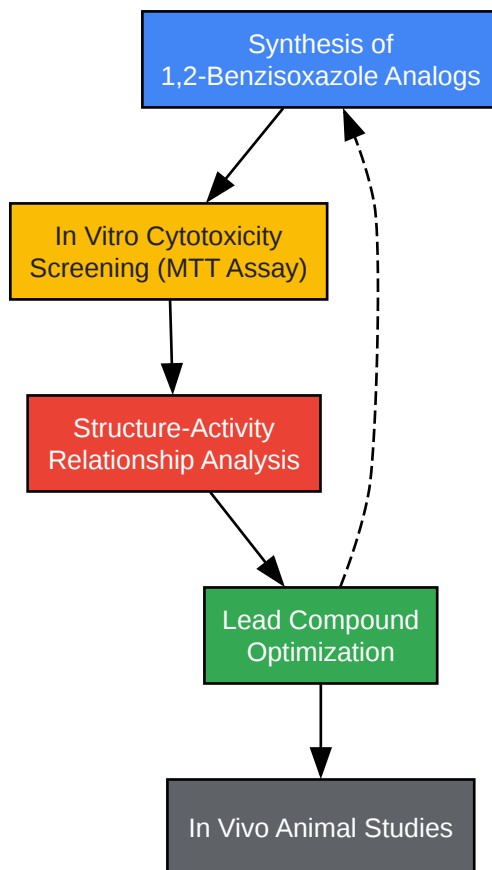 Synthesis of
1,2-Benzisoxazole Analogs
In Vitro Cytotoxicity
Screening (MTT Assay)
Structure-Activity
Relationship Analysis
Lead Compound
Optimization
In Vivo Animal Studies